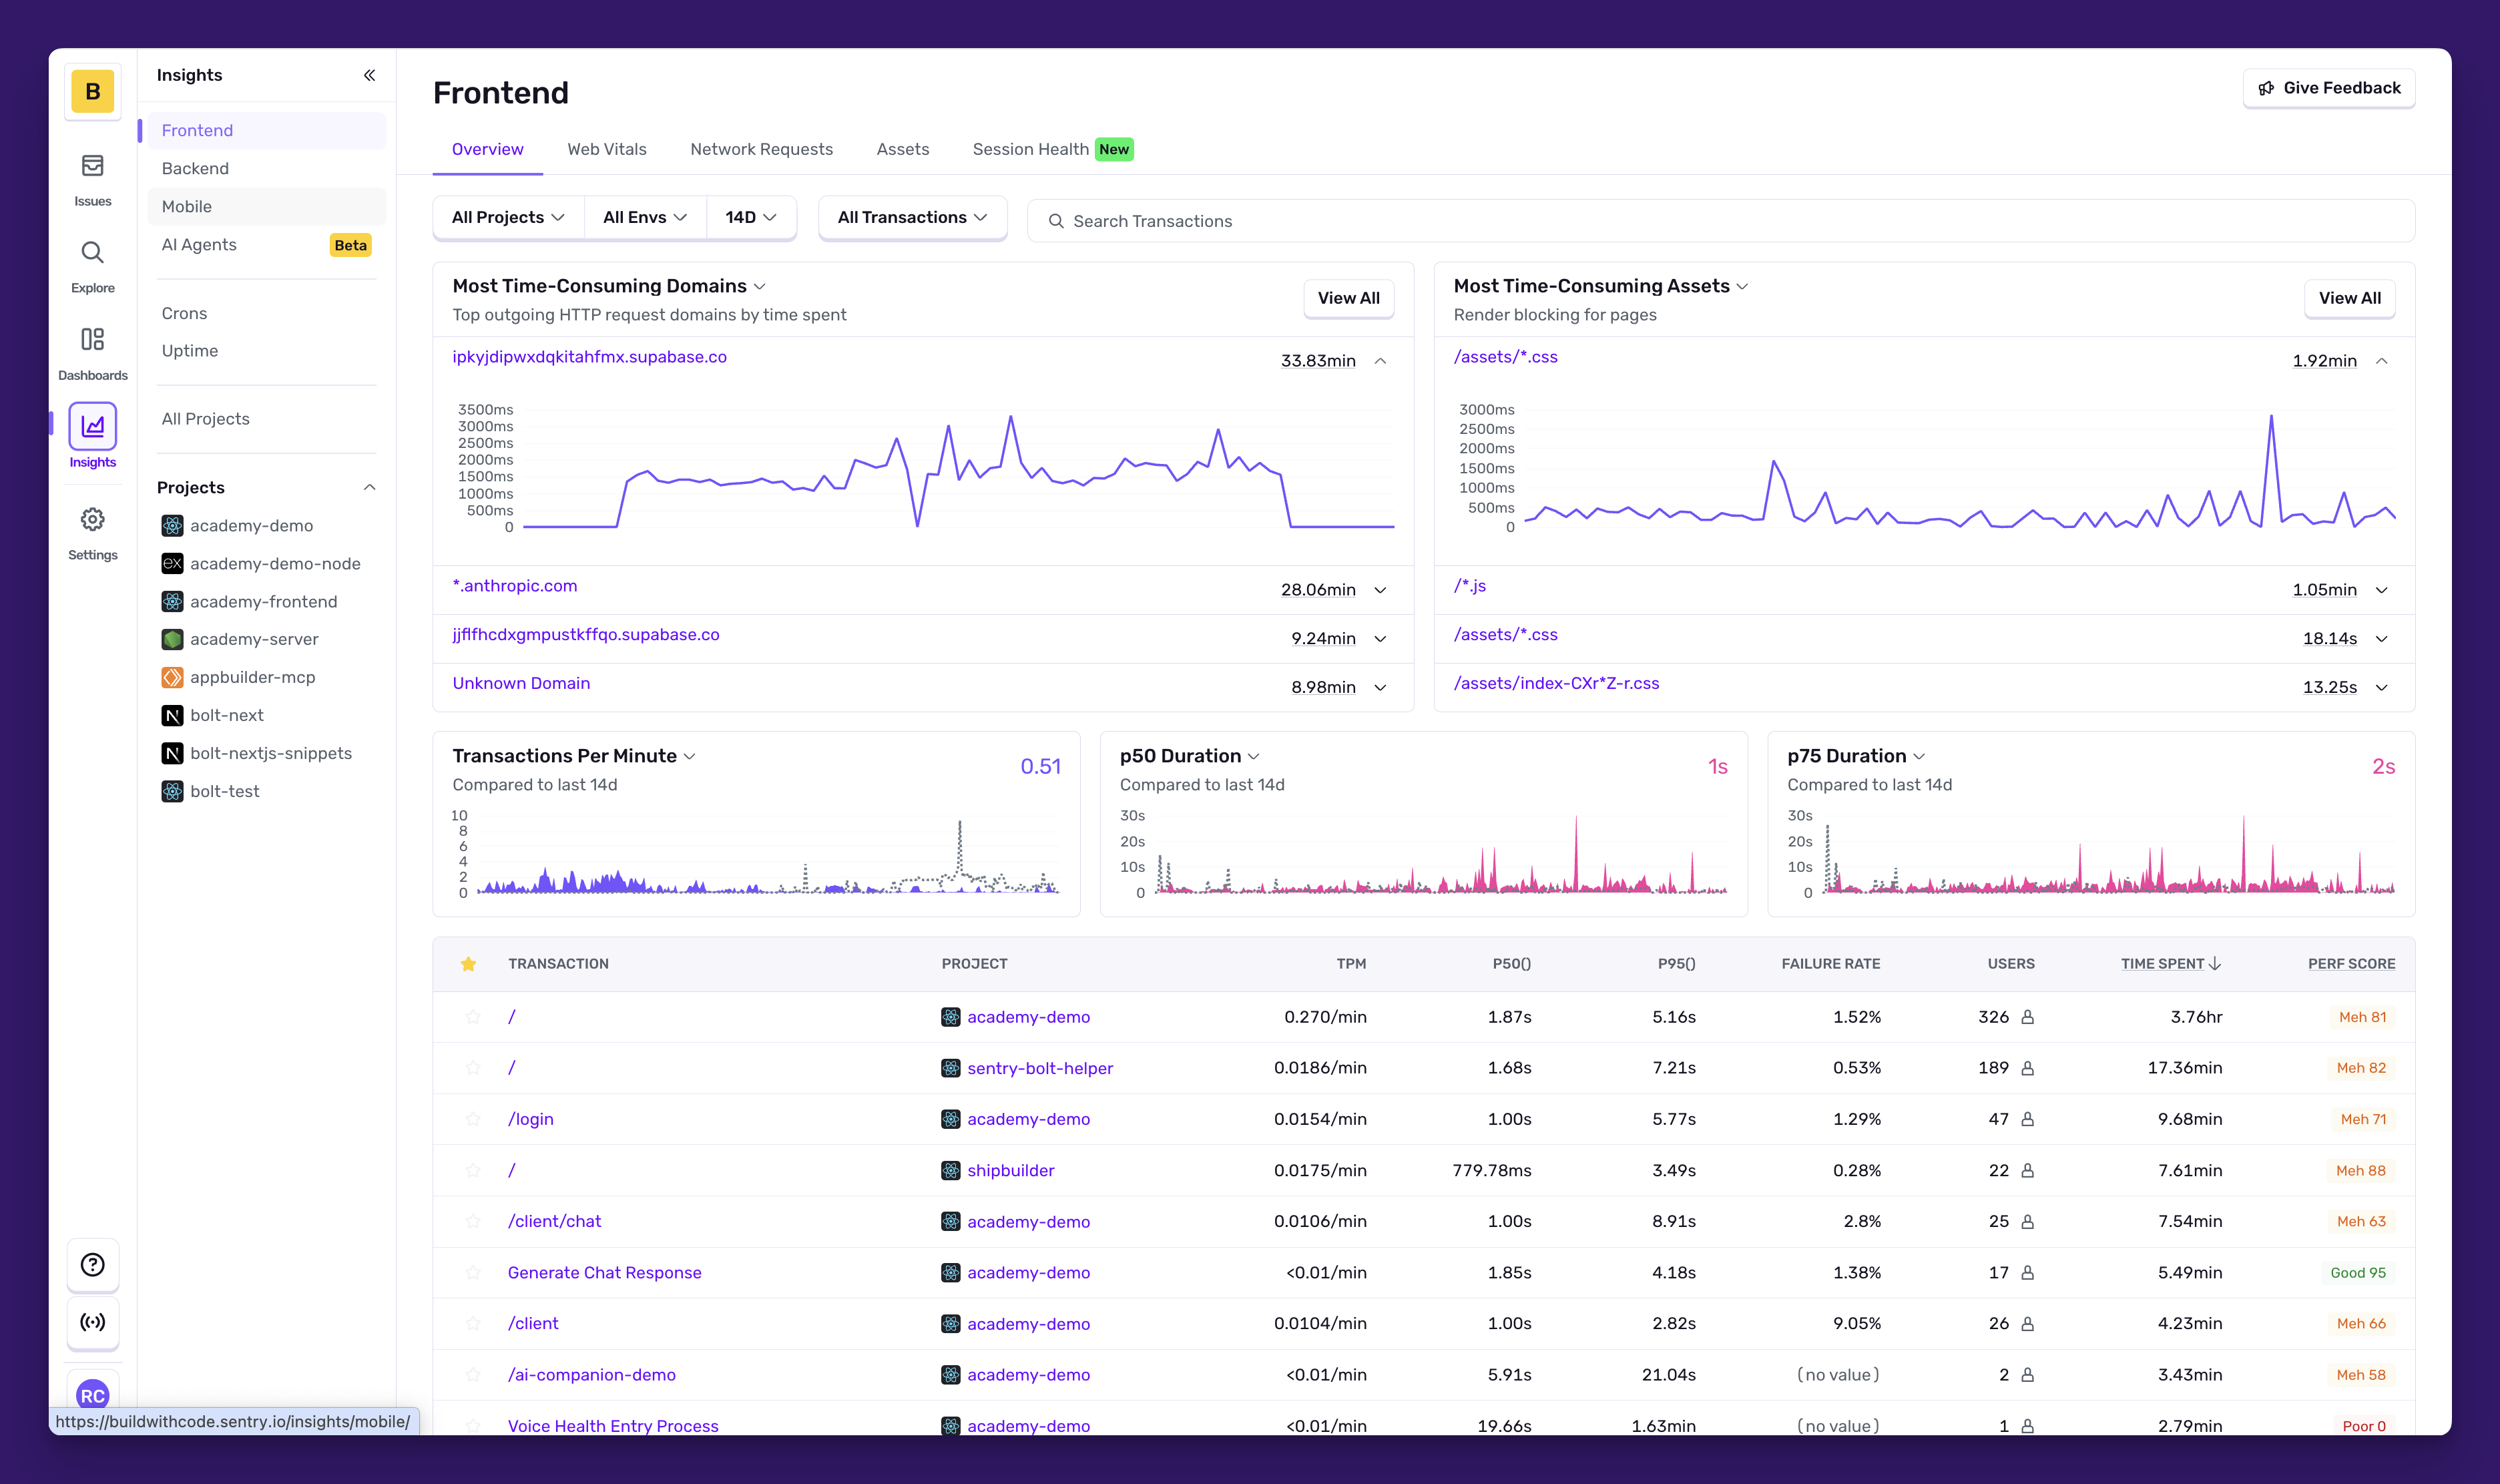 B
Issues
Explore
Dashboards
Insights
Settings
RC
https://buildwithcode.sentry.io/insights/mobile/
Insights
Frontend
Backend
Mobile
AI Agents Beta
Crons
Uptime
All Projects
Projects
academy-demo
ex academy-demo-node
academy-frontend
academy-server
appbuilder-mcp
N bolt-next
N bolt-nextjs-snippets
bolt-test
Frontend
Give Feedback
Overview Web Vitals Network Requests Assets Session Health New
All Projects All Envs 14D All Transactions Search Transactions
Most Time-Consuming Domains
Top outgoing HTTP request domains by time spent
View All
ipkyjdipwxdqkitahfmx.supabase.co 33.83min
3500ms
3000ms
2500ms
2000ms
1500ms
1000ms
500ms
0
*.anthropic.com 28.06min
jjflfhcdxgmpustkffqo.supabase.co 9.24min
Unknown Domain 8.98min
Most Time-Consuming Assets
Render blocking for pages
View All
/assets/*.css 1.92min
3000ms
2500ms
2000ms
1500ms
1000ms
500ms
0
/*.js 1.05min
/assets/*.css 18.14s
/assets/index-CXr*Z-r.css 13.25s
Transactions Per Minute 0.51
Compared to last 14d
10
8
6
4
2
0
p50 Duration 1s
Compared to last 14d
30s
20s
10s
0
p75 Duration 2s
Compared to last 14d
30s
20s
10s
0
TRANSACTION PROJECT TPM P50() P95() FAILURE RATE USERS TIME SPENT PERF SCORE
/ academy-demo 0.270/min 1.87s 5.16s 1.52% 326 3.76hr Meh 81
/ sentry-bolt-helper 0.0186/min 1.68s 7.21s 0.53% 189 17.36min Meh 82
/login academy-demo 0.0154/min 1.00s 5.77s 1.29% 47 9.68min Meh 71
/ shipbuilder 0.0175/min 779.78ms 3.49s 0.28% 22 7.61min Meh 88
/client/chat academy-demo 0.0106/min 1.00s 8.91s 2.8% 25 7.54min Meh 63
Generate Chat Response academy-demo <0.01/min 1.85s 4.18s 1.38% 17 5.49min Good 95
/client academy-demo 0.0104/min 1.00s 2.82s 9.05% 26 4.23min Meh 66
/ai-companion-demo academy-demo <0.01/min 5.91s 21.04s (no value) 2 3.43min Meh 58
Voice Health Entry Process academy-demo <0.01/min 19.66s 1.63min (no value) 1 2.79min Poor 0